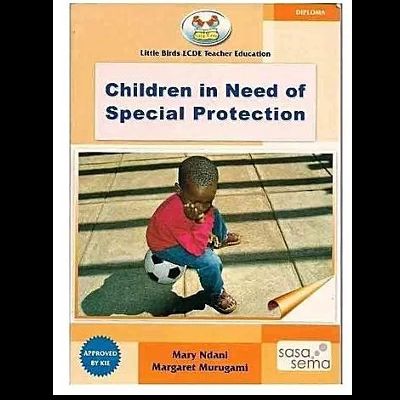 DIPLOMA
Little Birds ECDE Teacher Education
Children in Need of
Special Protection
APPROVED
BY KIE
Mary Ndani
Margaret Murugami
sasa
sema